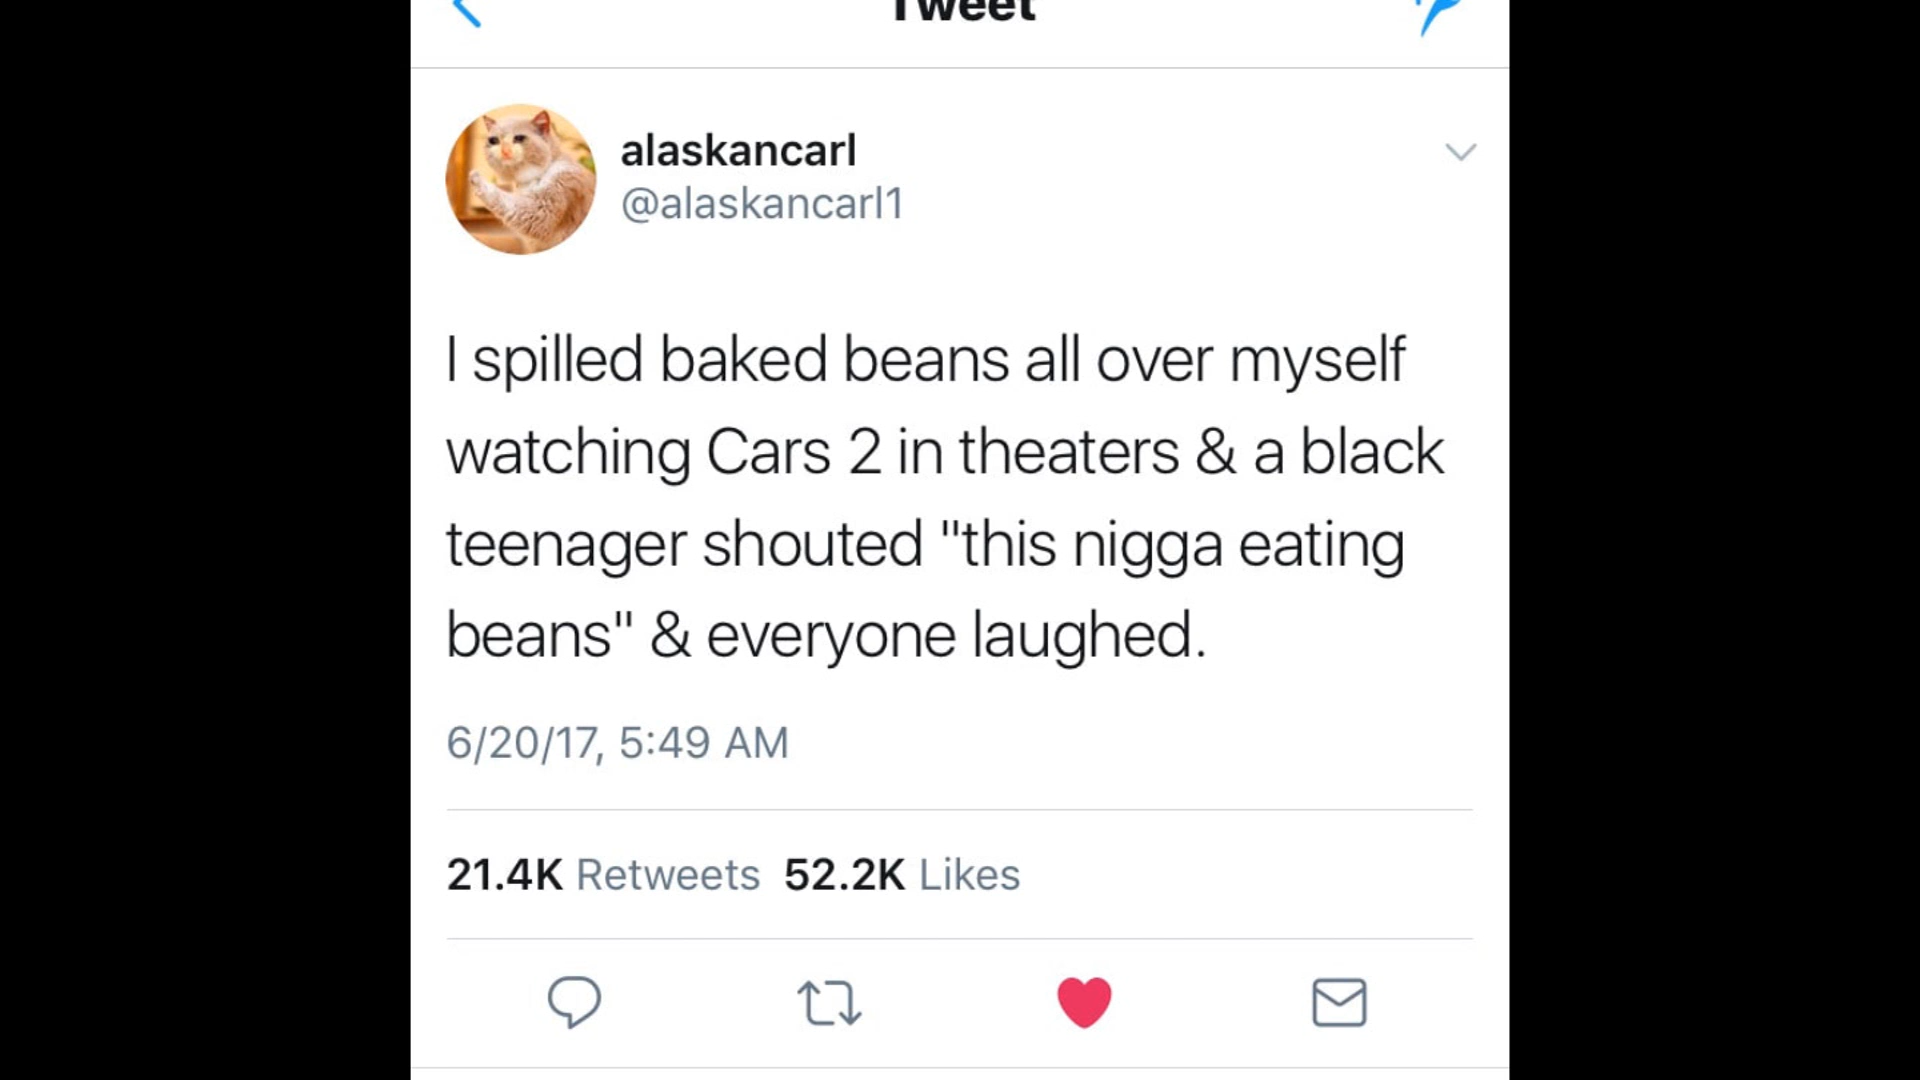 Tweet
alaskancarl
@alaskancarl1
I spilled baked beans all over myself
watching Cars 2 in theaters & a black
teenager shouted "this nigga eating
beans" & everyone laughed.
6/20/17, 5:49 AM
21.4K Retweets 52.2K Likes